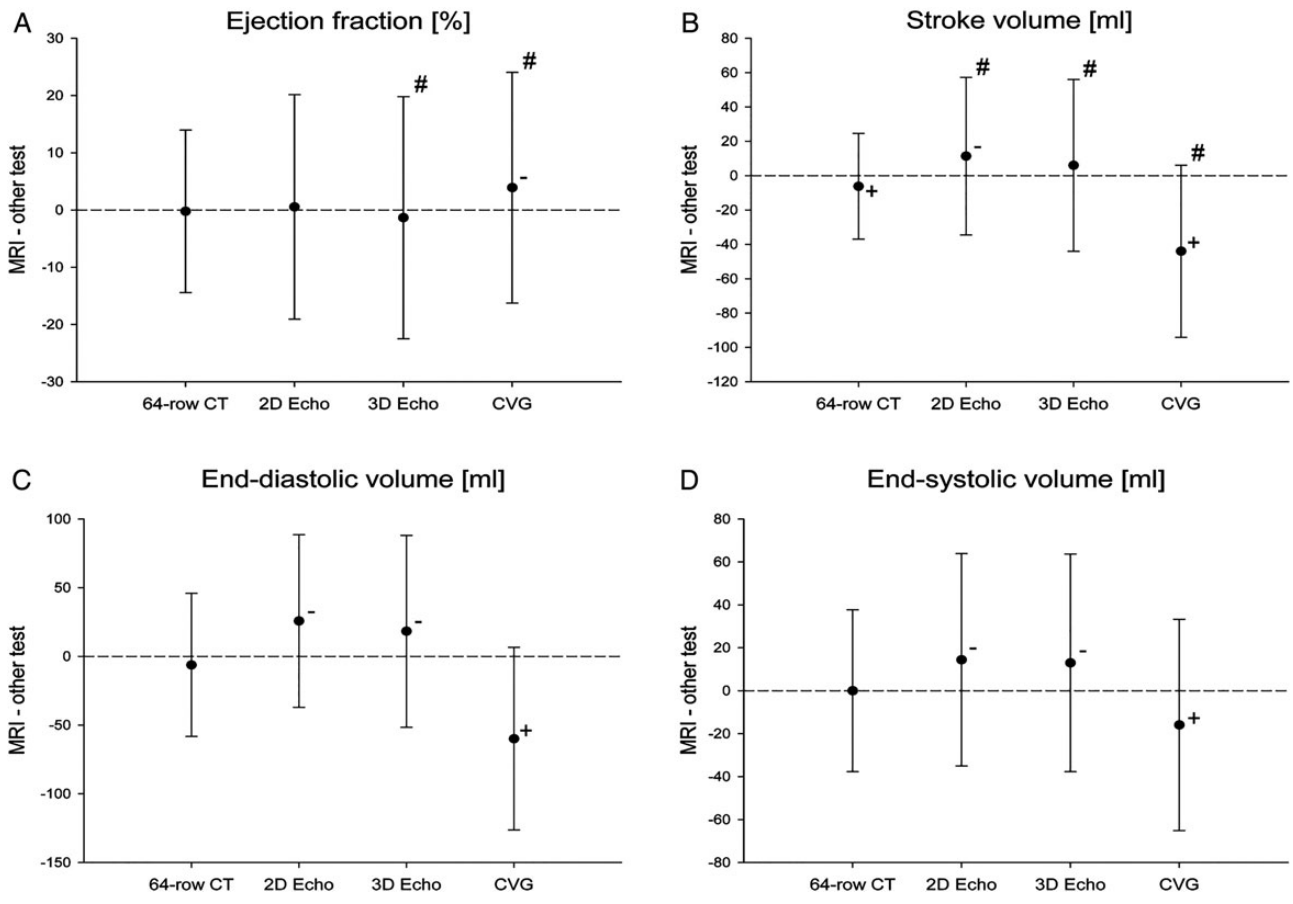 A
Ejection fraction [%]
MRI - other test
30
20
10
0
-10
-20
-30
#
#
-
64-row CT
2D Echo
3D Echo
CVG
B
Stroke volume [ml]
MRI - other test
80
60
40
20
0
-20
-40
-60
-80
-100
-120
#
#
#
+
-
+
64-row CT
2D Echo
3D Echo
CVG
C
End-diastolic volume [ml]
MRI - other test
100
50
0
-50
-100
-150
-
-
+
64-row CT
2D Echo
3D Echo
CVG
D
End-systolic volume [ml]
MRI - other test
80
60
40
20
0
-20
-40
-60
-80
-
-
+
64-row CT
2D Echo
3D Echo
CVG